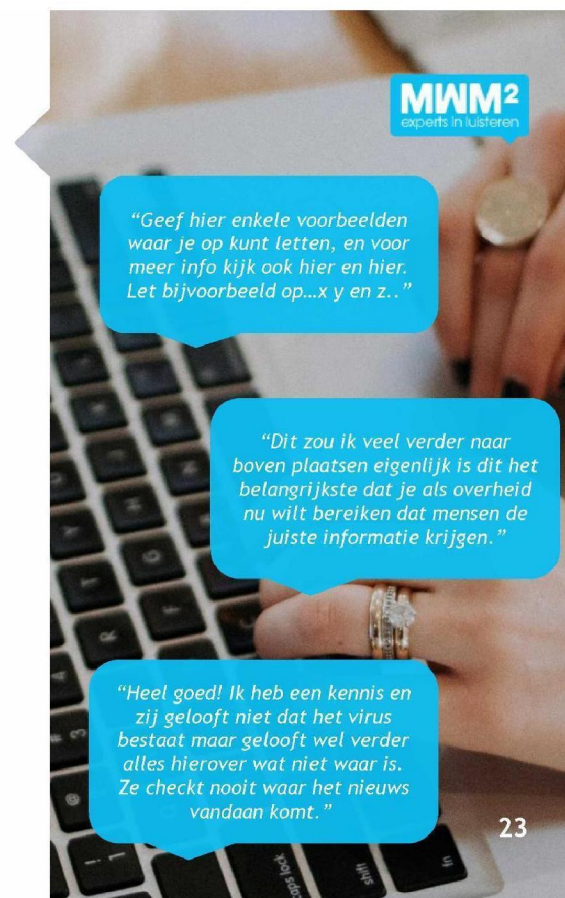 MWM²
experts in luisteren
“Geef hier enkele voorbeelden
waar je op kunt letten, en voor
meer info kijk ook hier en hier.
Let bijvoorbeeld op…x y en z..”
“Dit zou ik veel verder naar
boven plaatsen eigenlijk is dit het
belangrijkste dat je als overheid
nu wilt bereiken dat mensen de
juiste informatie krijgen.”
“Heel goed! Ik heb een kennis en
zij gelooft niet dat het virus
bestaat maar gelooft wel verder
alles hierover wat niet waar is.
Ze checkt nooit waar het nieuws
vandaan komt.”
23
caps lock
shift
fn